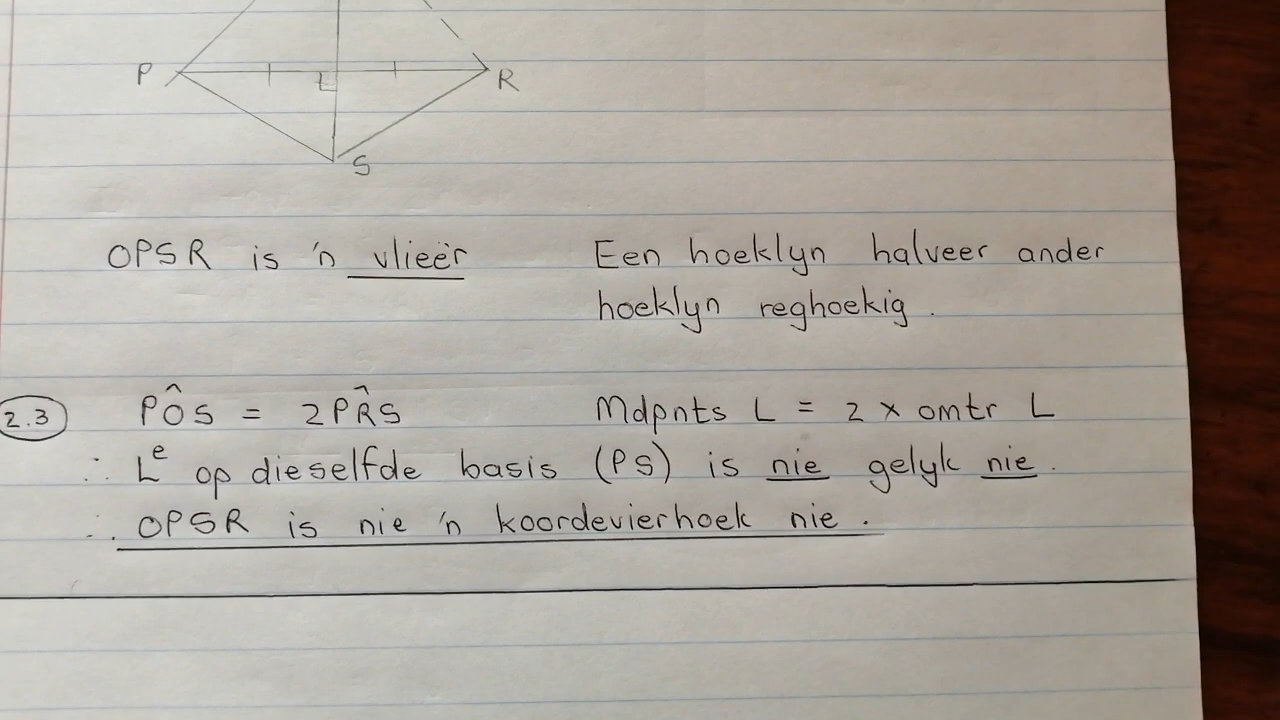 P
L
R
S
OPSR is 'n vlieër Een hoeklyn halveer ander
hoeklyn reghoekig.
2.3 PÔS = 2PR̂S Mdpnts L = 2 x omtr L
∴ Lᵉ op dieselfde basis (PS) is nie gelyk nie.
∴ OPSR is nie 'n koordevierhoek nie.